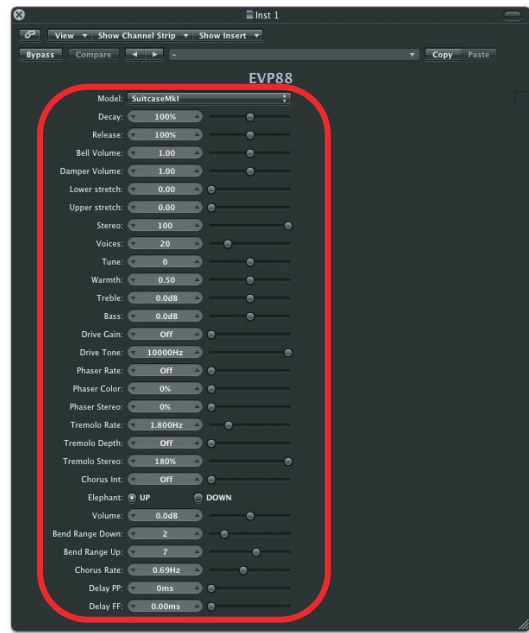 Inst 1
View Show Channel Strip Show Insert
Bypass Compare - Copy Paste
EVP88
Model: SuitcaseMkI
Decay: 100%
Release: 100%
Bell Volume: 1.00
Damper Volume: 1.00
Lower stretch: 0.00
Upper stretch: 0.00
Stereo: 100
Voices: 20
Tune: 0
Warmth: 0.50
Treble: 0.0dB
Bass: 0.0dB
Drive Gain: Off
Drive Tone: 10000Hz
Phaser Rate: Off
Phaser Color: 0%
Phaser Stereo: 0%
Tremolo Rate: 1.800Hz
Tremolo Depth: Off
Tremolo Stereo: 180%
Chorus Int: Off
Elephant: UP DOWN
Volume: 0.0dB
Bend Range Down: 2
Bend Range Up: 7
Chorus Rate: 0.69Hz
Delay PP: 0ms
Delay FF: 0.00ms